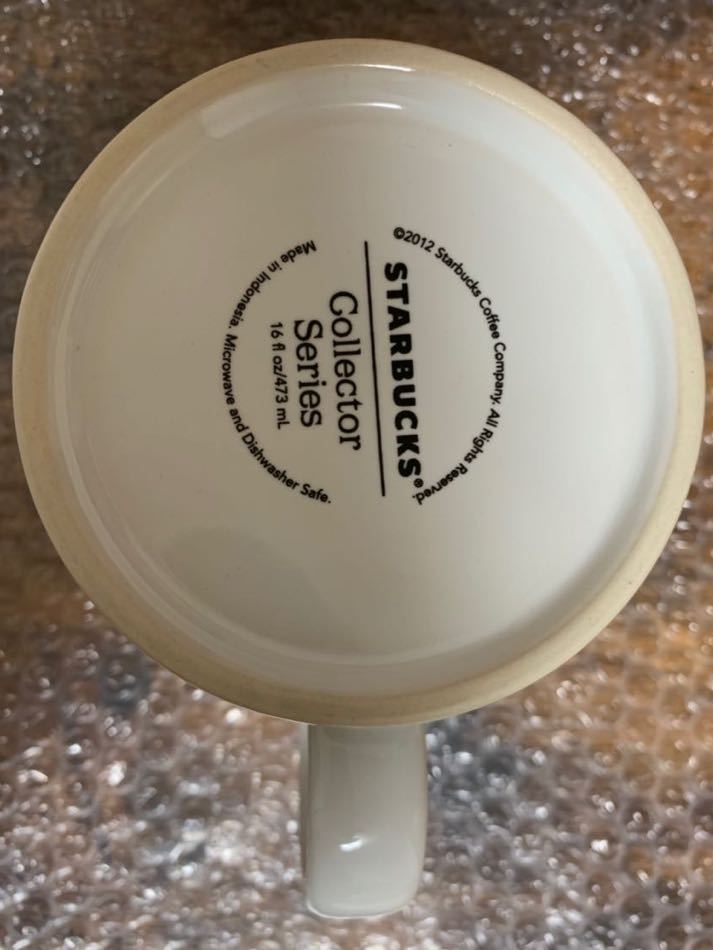 ©2012 Starbucks Coffee Company. All Rights Reserved.
STARBUCKS®
Collector
Series
16 fl oz/473 mL
Made in Indonesia. Microwave and Dishwasher Safe.